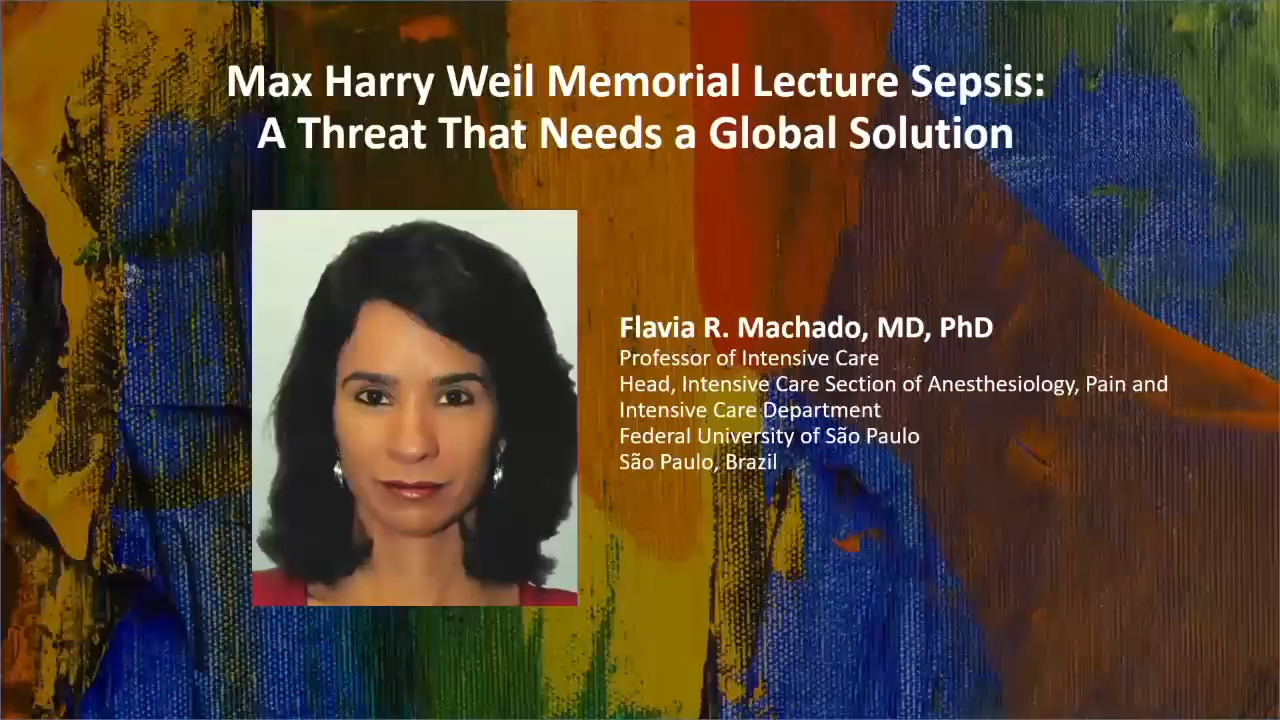 Max Harry Weil Memorial Lecture Sepsis:
A Threat That Needs a Global Solution
Flavia R. Machado, MD, PhD
Professor of Intensive Care
Head, Intensive Care Section of Anesthesiology, Pain and
Intensive Care Department
Federal University of São Paulo
São Paulo, Brazil